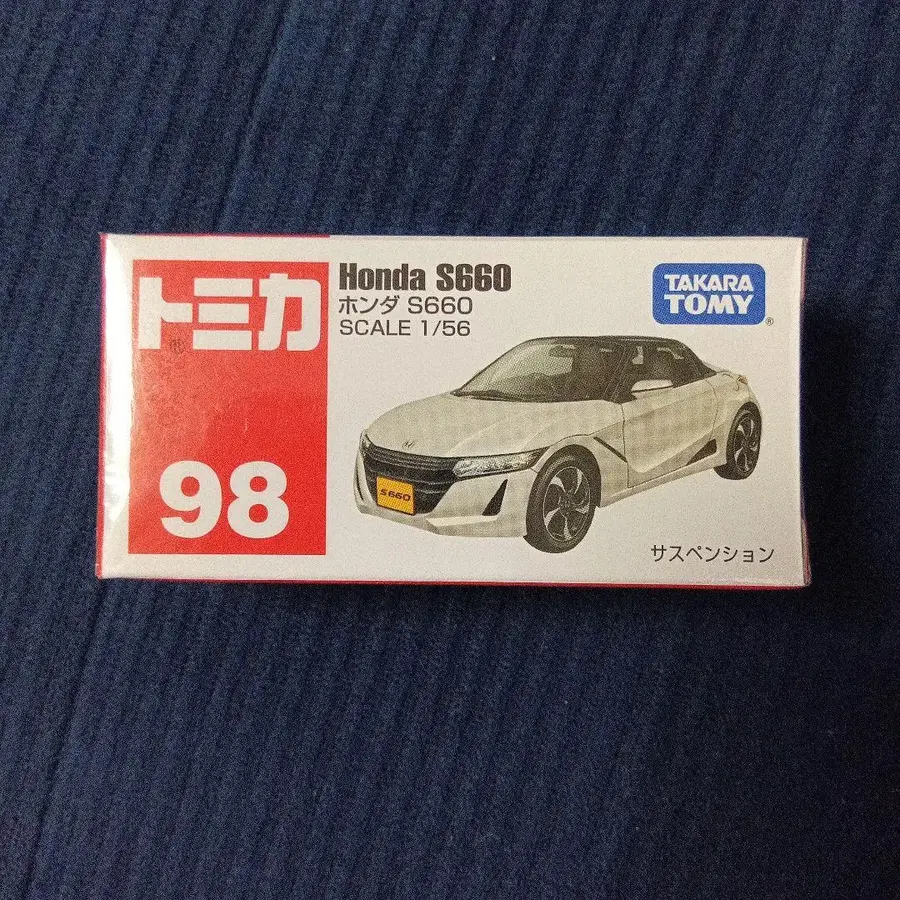 トミカ
98
Honda S660
ホンダ S660
SCALE 1/56
TAKARA
TOMY
®
S660
サスペンション